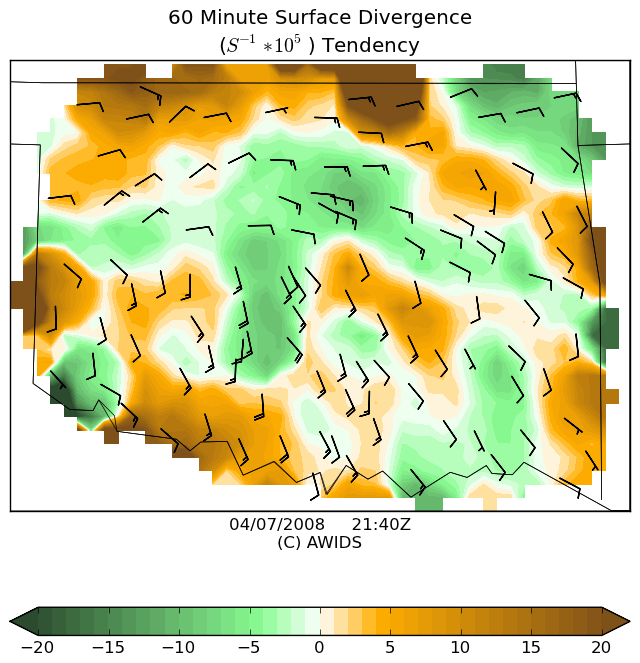 60 Minute Surface Divergence
(S⁻¹ * 10⁵ ) Tendency
04/07/2008 21:40Z
(C) AWIDS
−20 −15 −10 −5 0 5 10 15 20